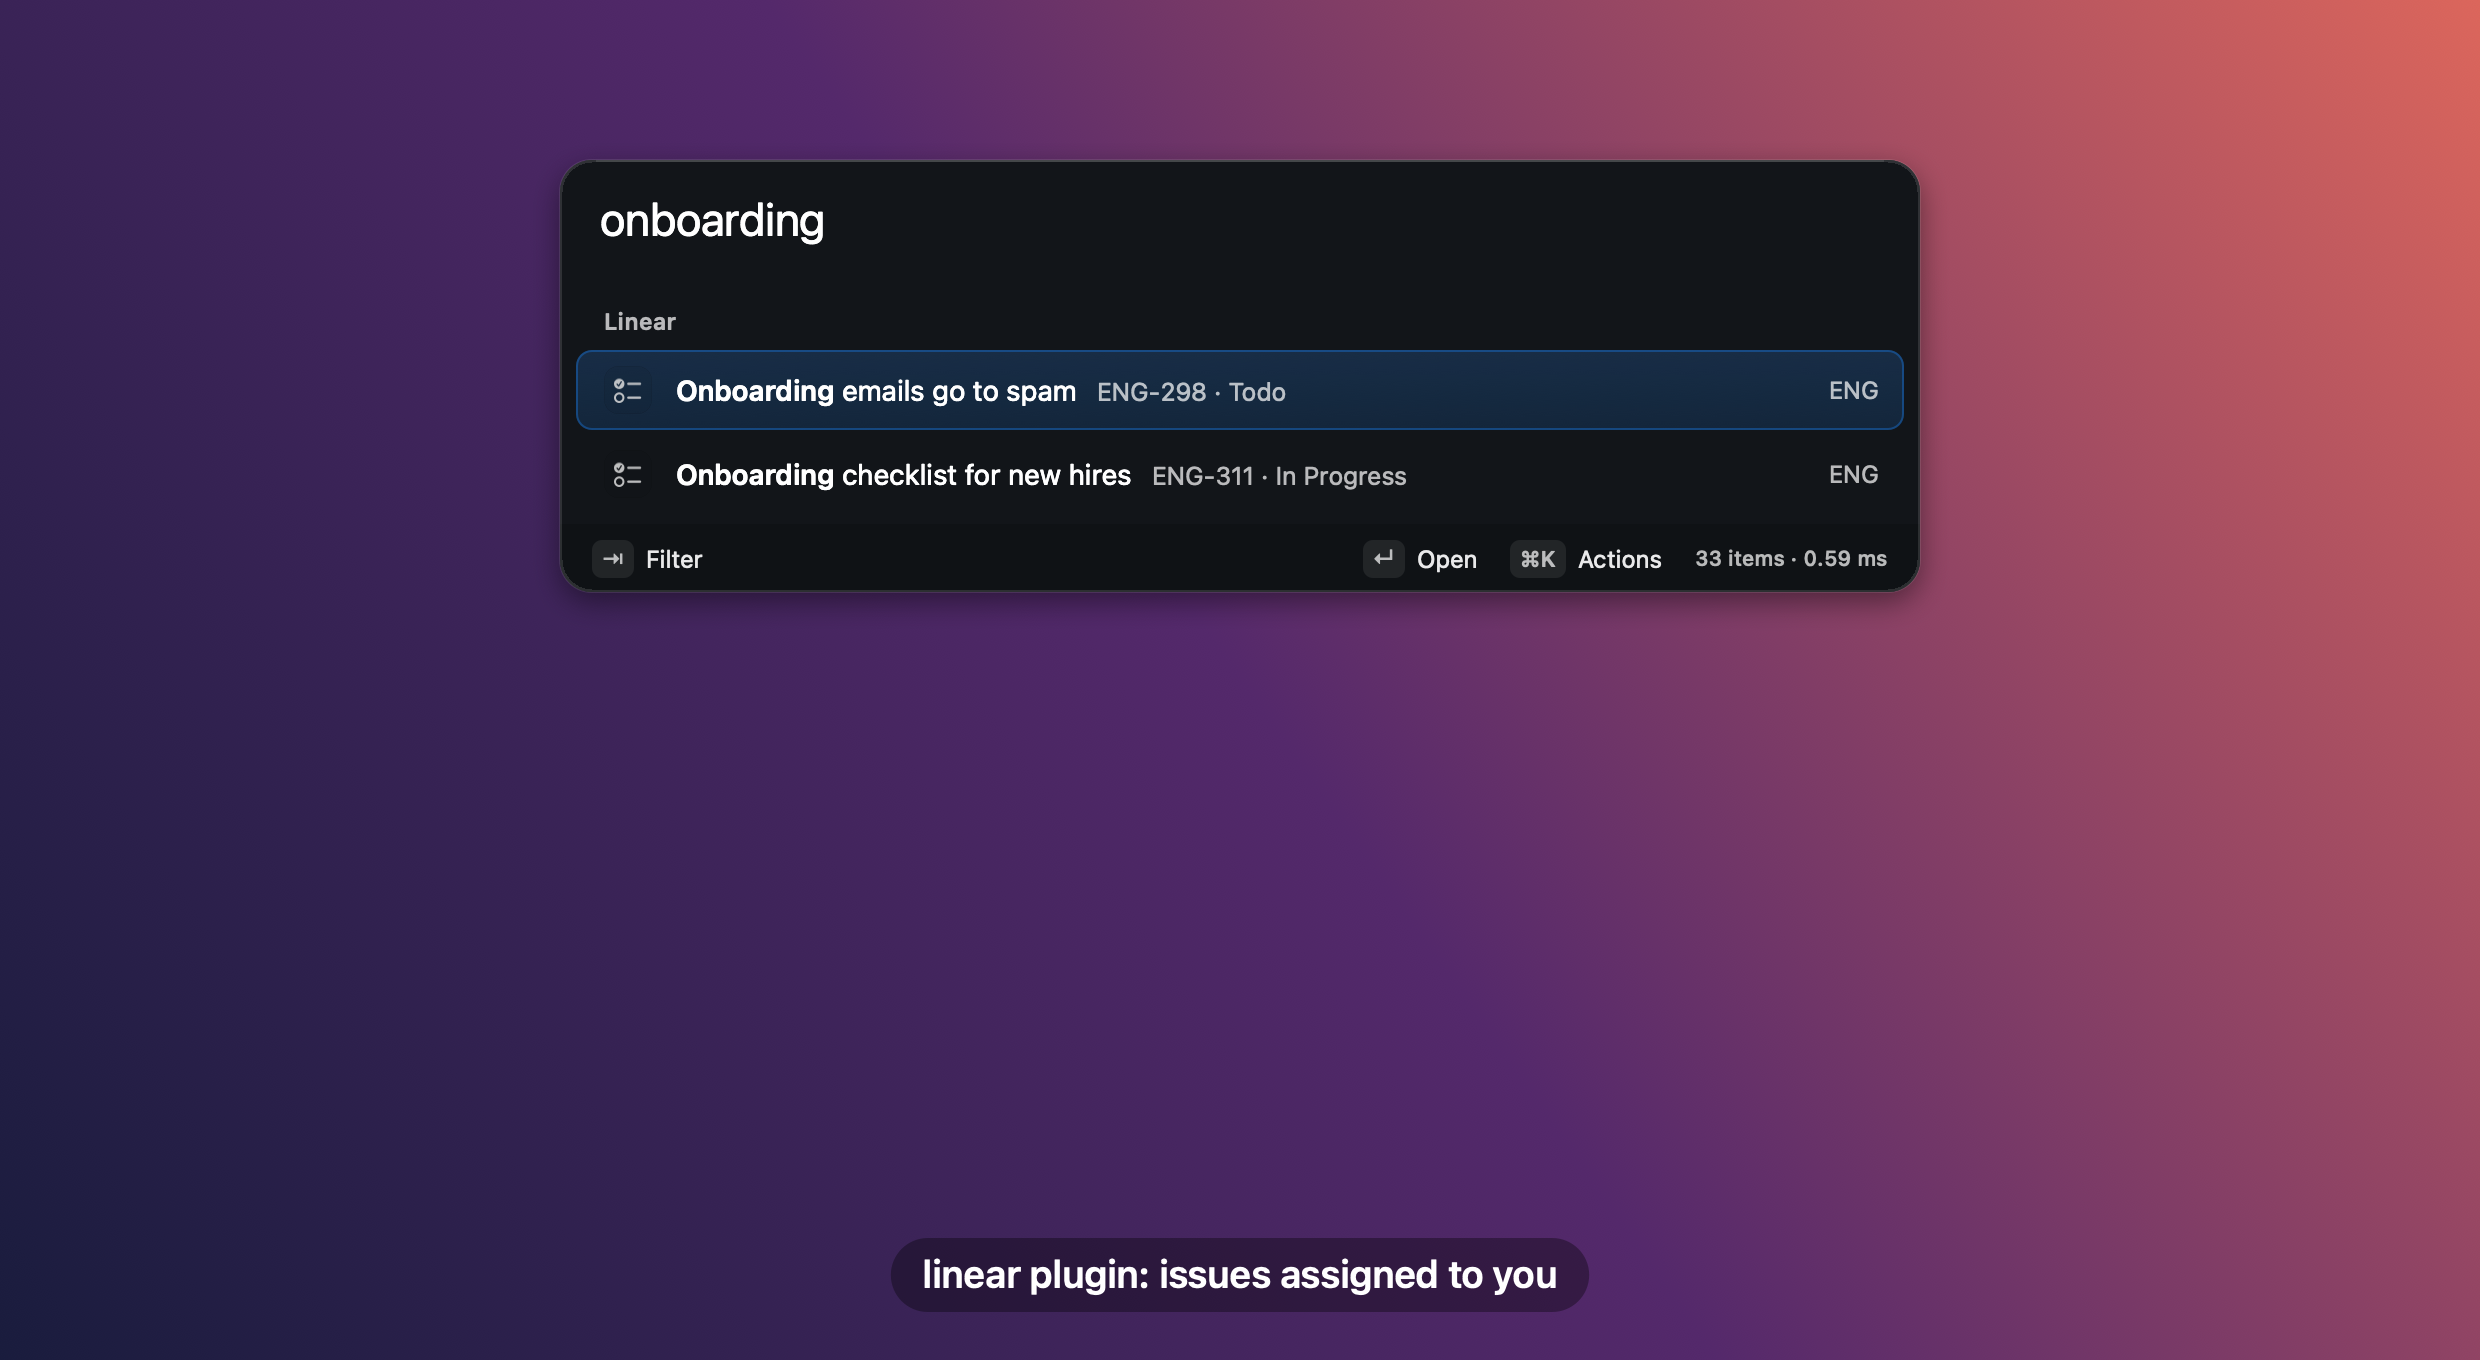 onboarding
Linear
Onboarding emails go to spam ENG-298 · Todo ENG
Onboarding checklist for new hires ENG-311 · In Progress ENG
Filter Open ⌘K Actions 33 items · 0.59 ms
linear plugin: issues assigned to you